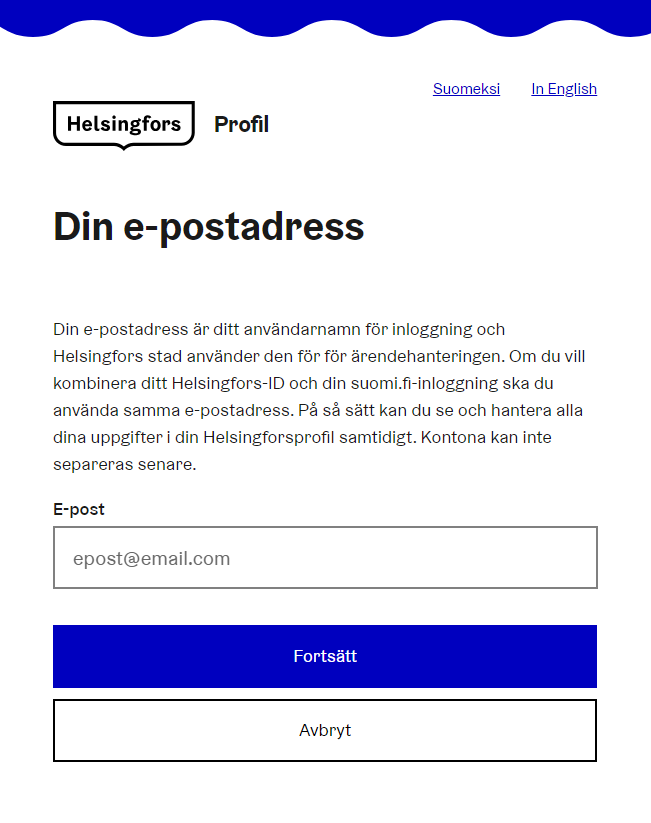 Suomeksi In English
Helsingfors Profil
Din e-postadress
Din e-postadress är ditt användarnamn för inloggning och
Helsingfors stad använder den för för ärendehanteringen. Om du vill
kombinera ditt Helsingfors-ID och din suomi.fi-inloggning ska du
använda samma e-postadress. På så sätt kan du se och hantera alla
dina uppgifter i din Helsingforsprofil samtidigt. Kontona kan inte
separeras senare.
E-post
epost@email.com
Fortsätt
Avbryt